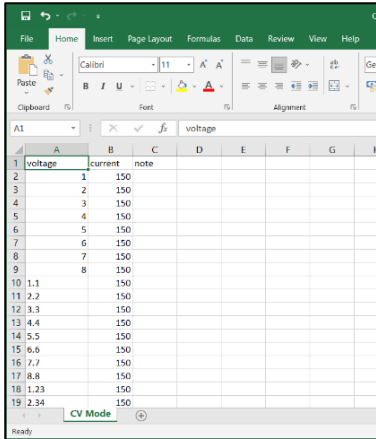 File Home Insert Page Layout Formulas Data Review View Help
Calibri 11 A A ab
Paste B I U A
Clipboard Font Alignment
A1 fx voltage
A B C D E F G
1 voltage current note
2 1 150
3 2 150
4 3 150
5 4 150
6 5 150
7 6 150
8 7 150
9 8 150
10 1.1 150
11 2.2 150
12 3.3 150
13 4.4 150
14 5.5 150
15 6.6 150
16 7.7 150
17 8.8 150
18 1.23 150
19 2.34 150
CV Mode
Ready